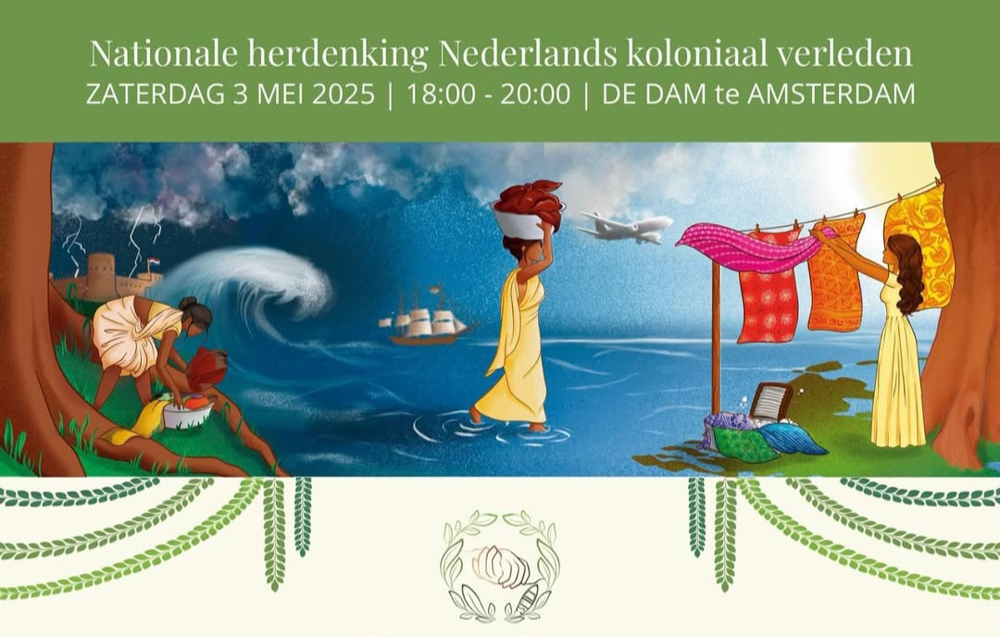 Nationale herdenking Nederlands koloniaal verleden
ZATERDAG 3 MEI 2025 | 18:00 - 20:00 | DE DAM te AMSTERDAM